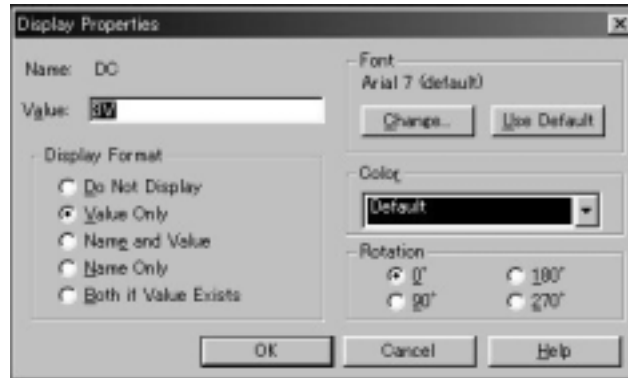 Display Properties
Name: DC
Value: 3V
Display Format
Do Not Display
Value Only
Name and Value
Name Only
Both if Value Exists
Font
Arial 7 (default)
Change...
Use Default
Color
Default
Rotation
0°
180°
90°
270°
OK
Cancel
Help